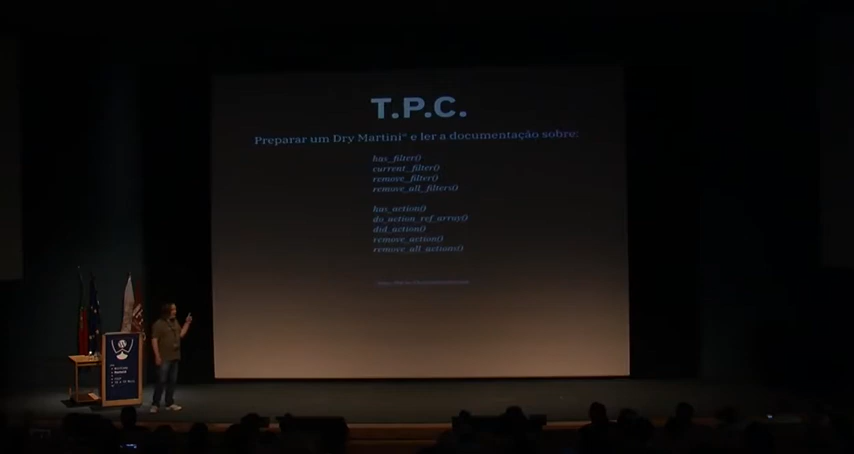 T.P.C.
Preparar um Dry Martini* e ler a documentação sobre:
has_filter()
current_filter()
remove_filter()
remove_all_filters()
has_action()
do_action_ref_array()
did_action()
remove_action()
remove_all_actions()